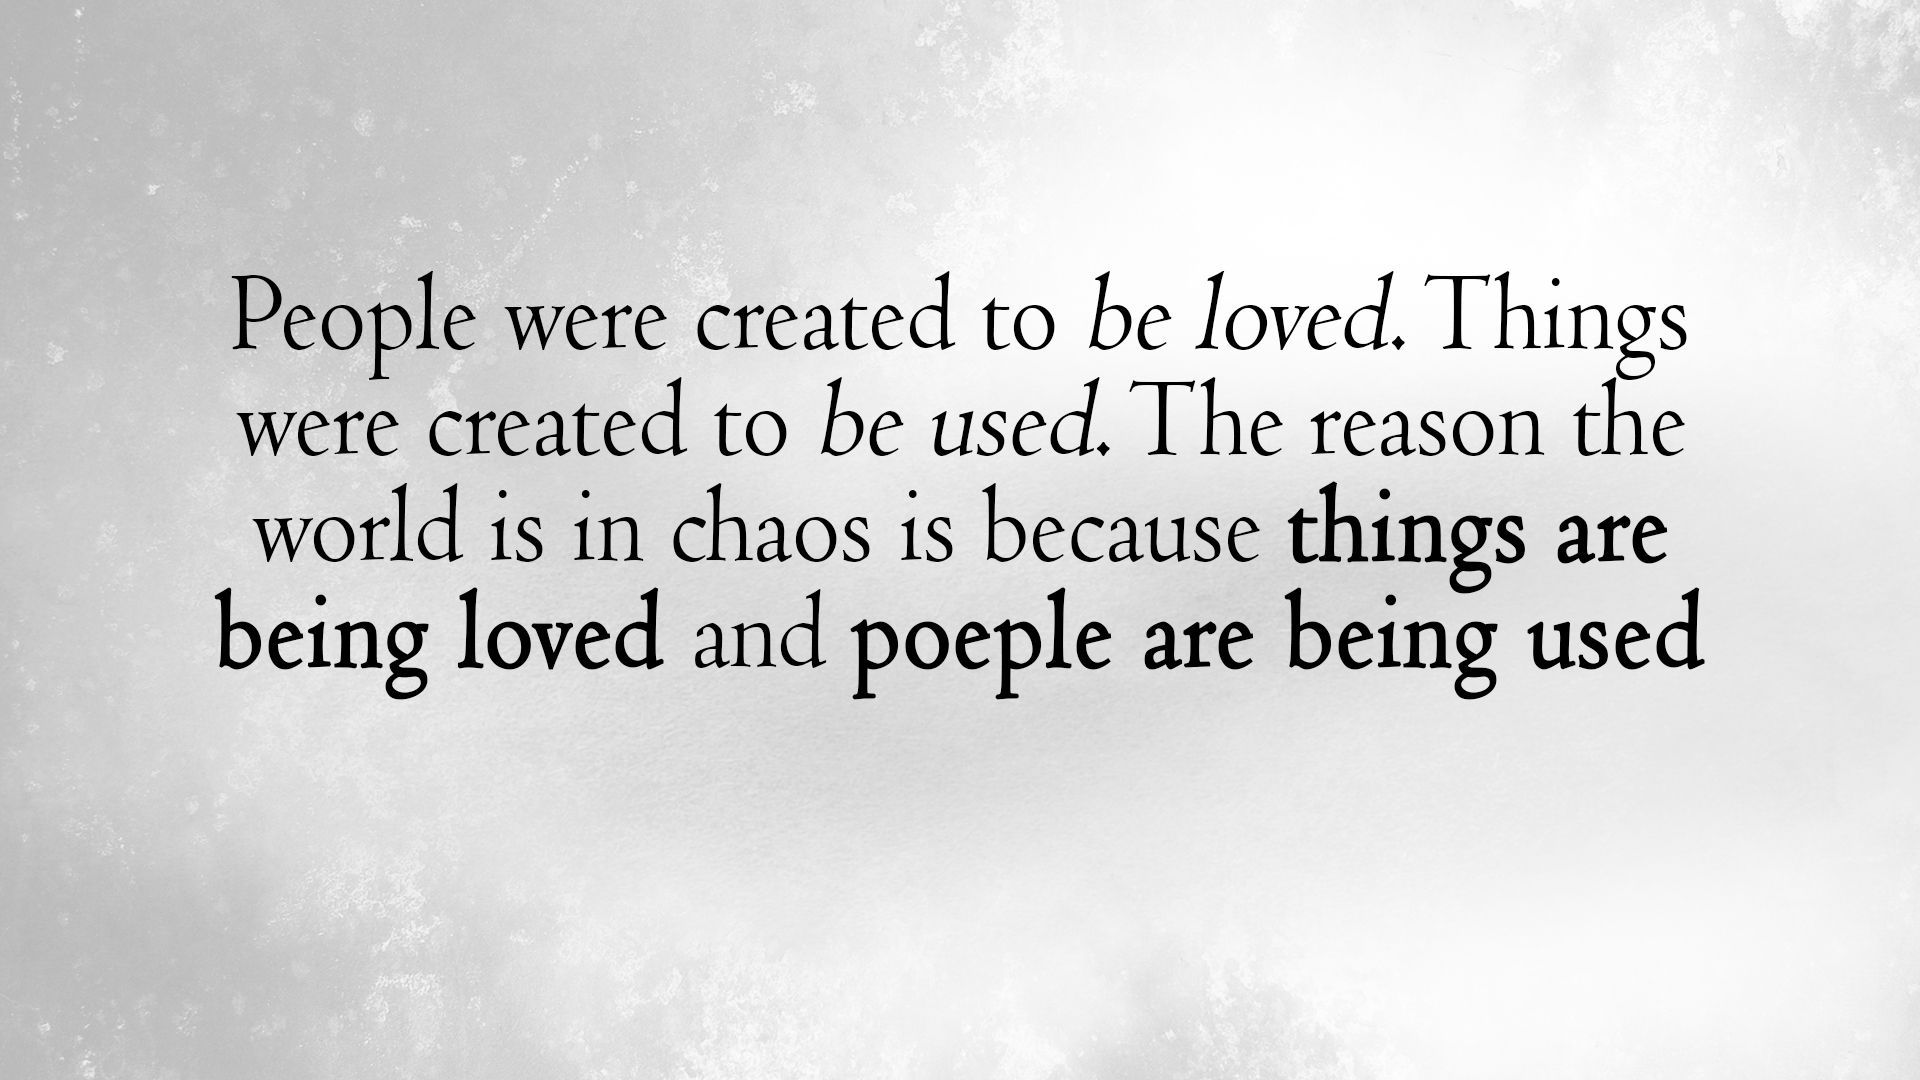 People were created to be loved. Things
were created to be used. The reason the
world is in chaos is because things are
being loved and poeple are being used